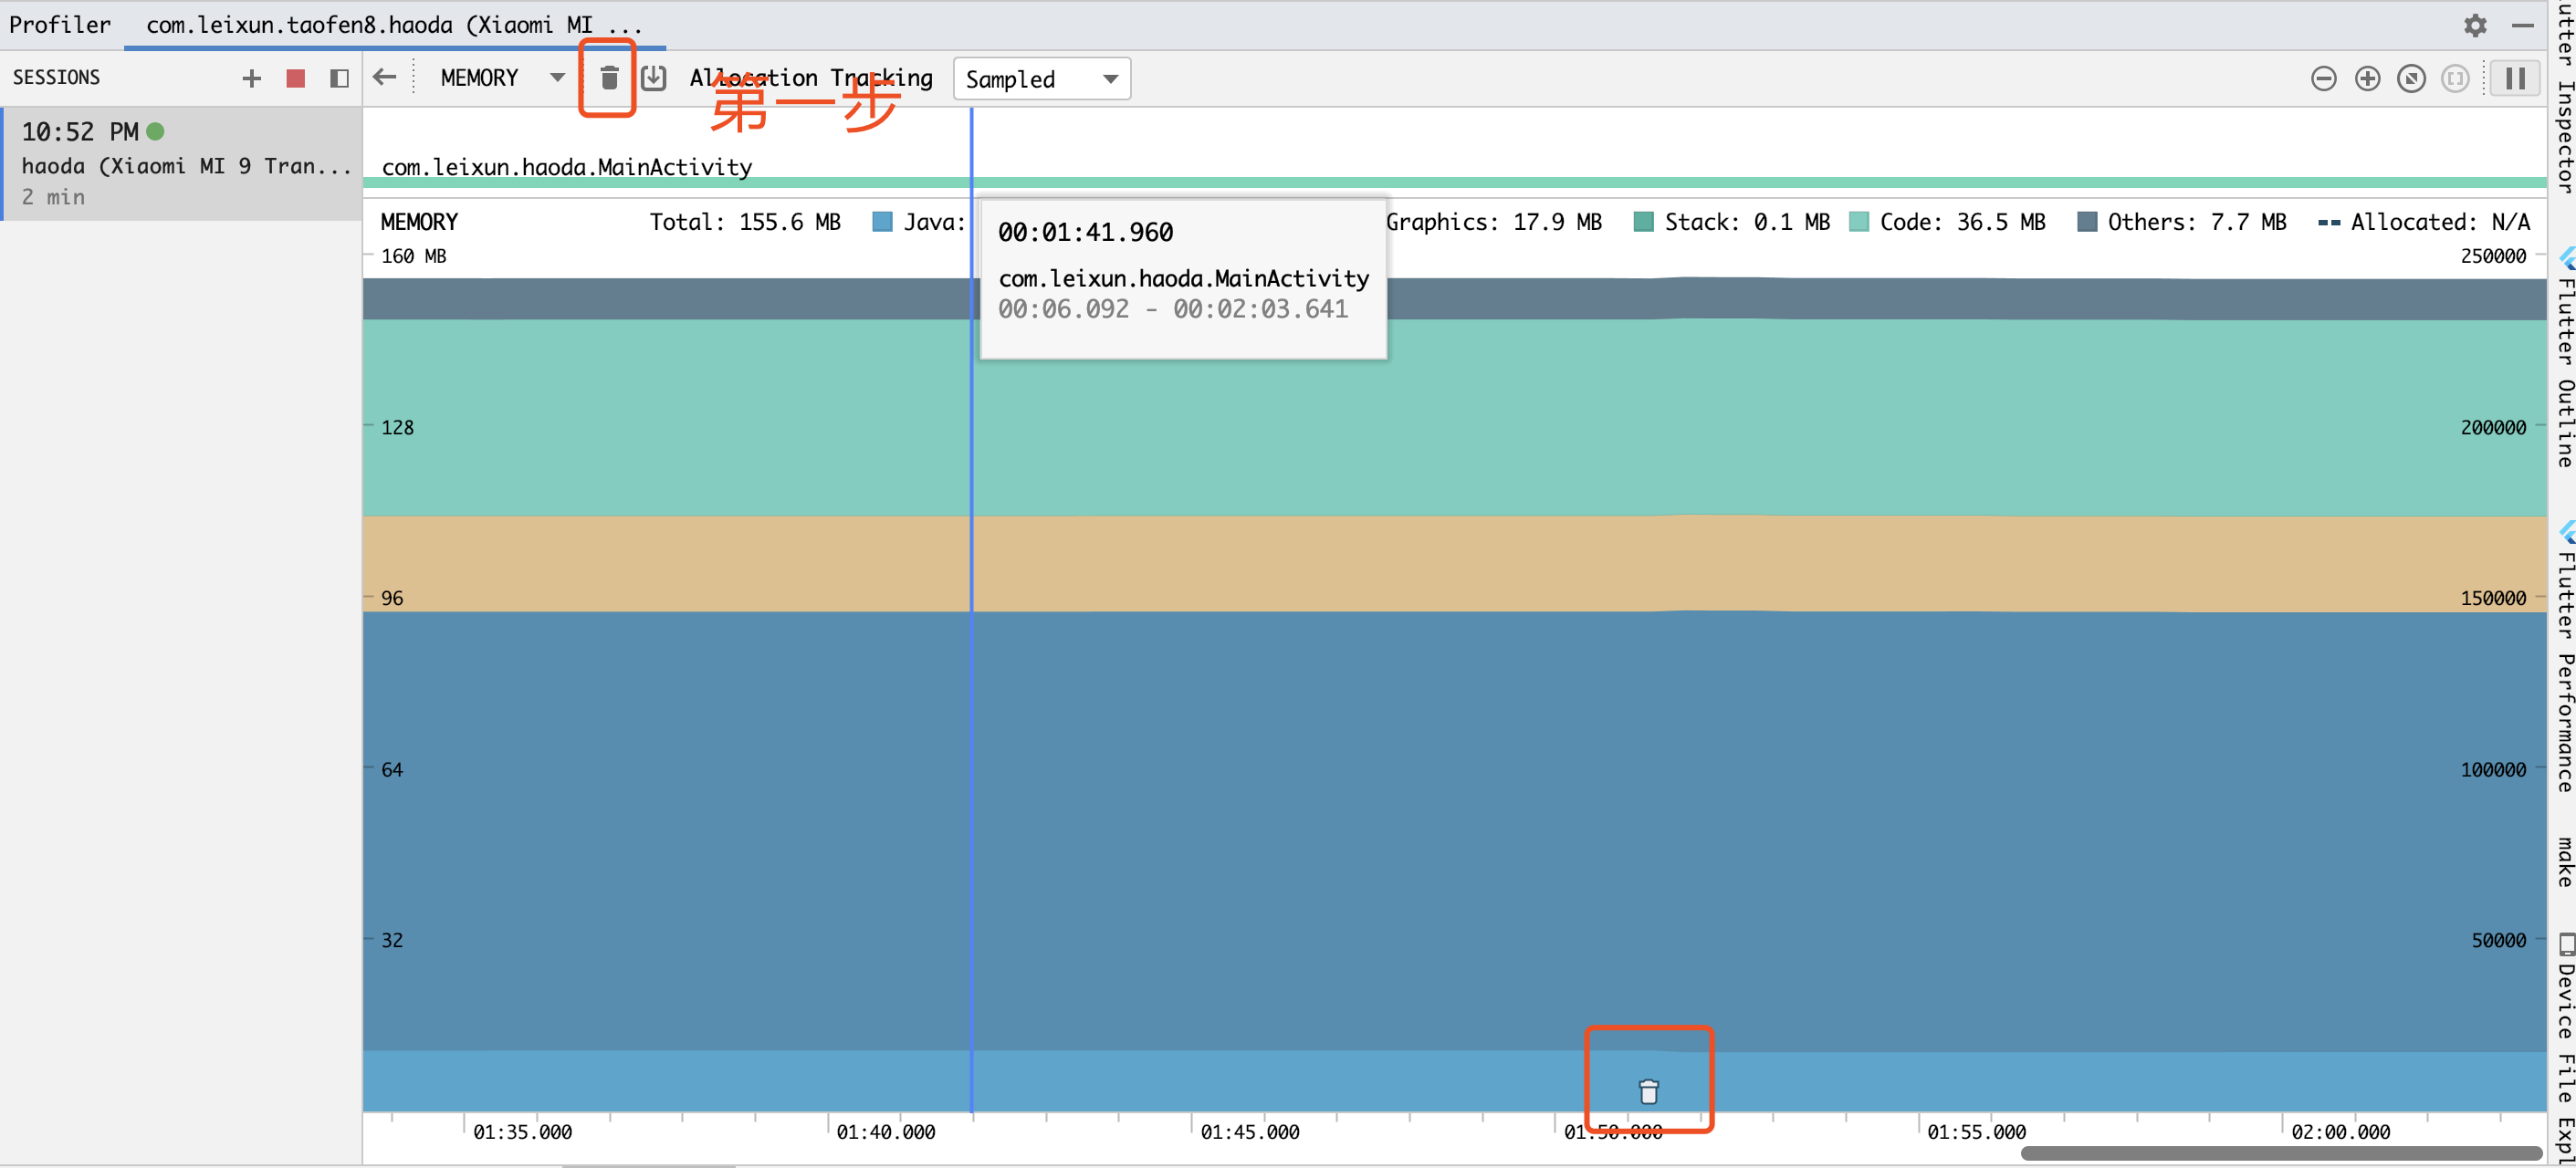 Profiler com.leixun.taofen8.haoda (Xiaomi MI ...
SESSIONS MEMORY Allocation Tracking Sampled
第一步
10:52 PM
haoda (Xiaomi MI 9 Tran...
2 min
com.leixun.haoda.MainActivity
MEMORY Total: 155.6 MB Java: Graphics: 17.9 MB Stack: 0.1 MB Code: 36.5 MB Others: 7.7 MB Allocated: N/A
00:01:41.960
com.leixun.haoda.MainActivity
00:06.092 - 00:02:03.641
160 MB 250000
128 200000
96 150000
64 100000
32 50000
01:35.000 01:40.000 01:45.000 01:50.000 01:55.000 02:00.000
utter Inspector
Flutter Outline
Flutter Performance
make
Device File Expl